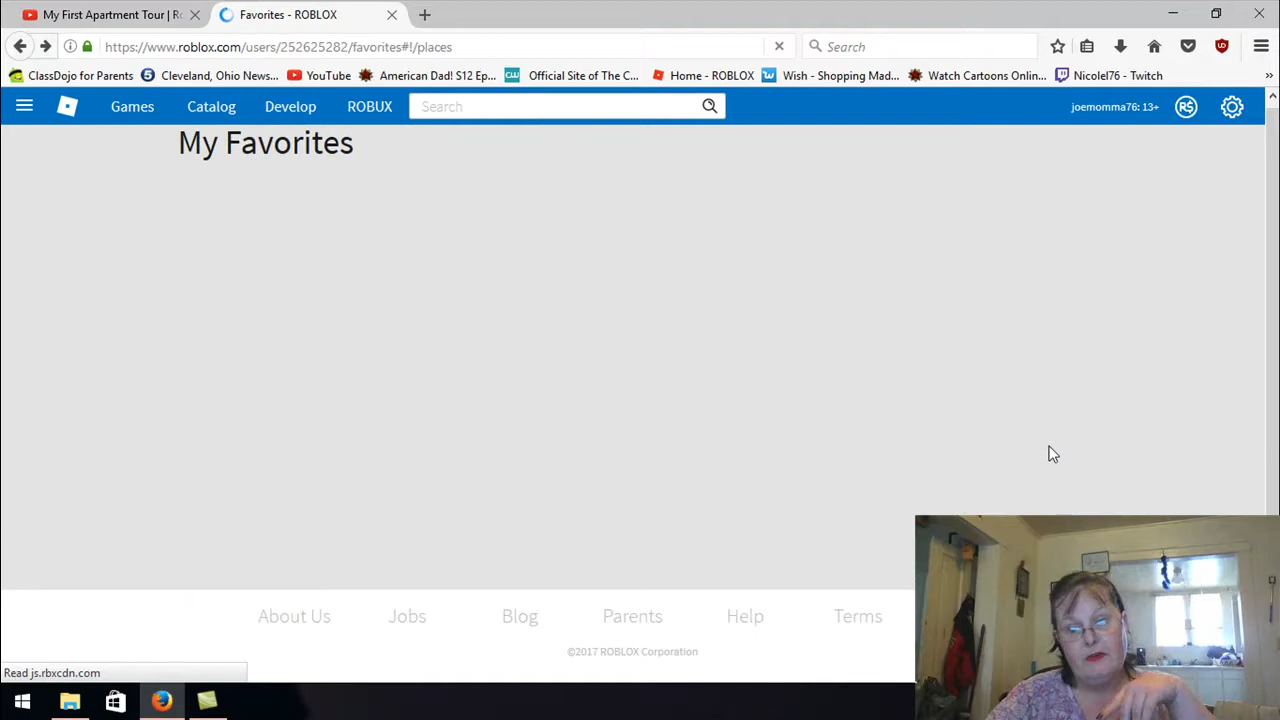 My First Apartment Tour | Ro
Favorites - ROBLOX
https://www.roblox.com/users/252625282/favorites#!/places
Search
ClassDojo for Parents
Cleveland, Ohio News...
YouTube
American Dad! S12 Ep...
Official Site of The C...
Home - ROBLOX
Wish - Shopping Mad...
Watch Cartoons Onlin...
Nicolel76 - Twitch
Games
Catalog
Develop
ROBUX
Search
joemomma76: 13+
R$
My Favorites
About Us
Jobs
Blog
Parents
Help
Terms
©2017 ROBLOX Corporation
Read js.rbxcdn.com